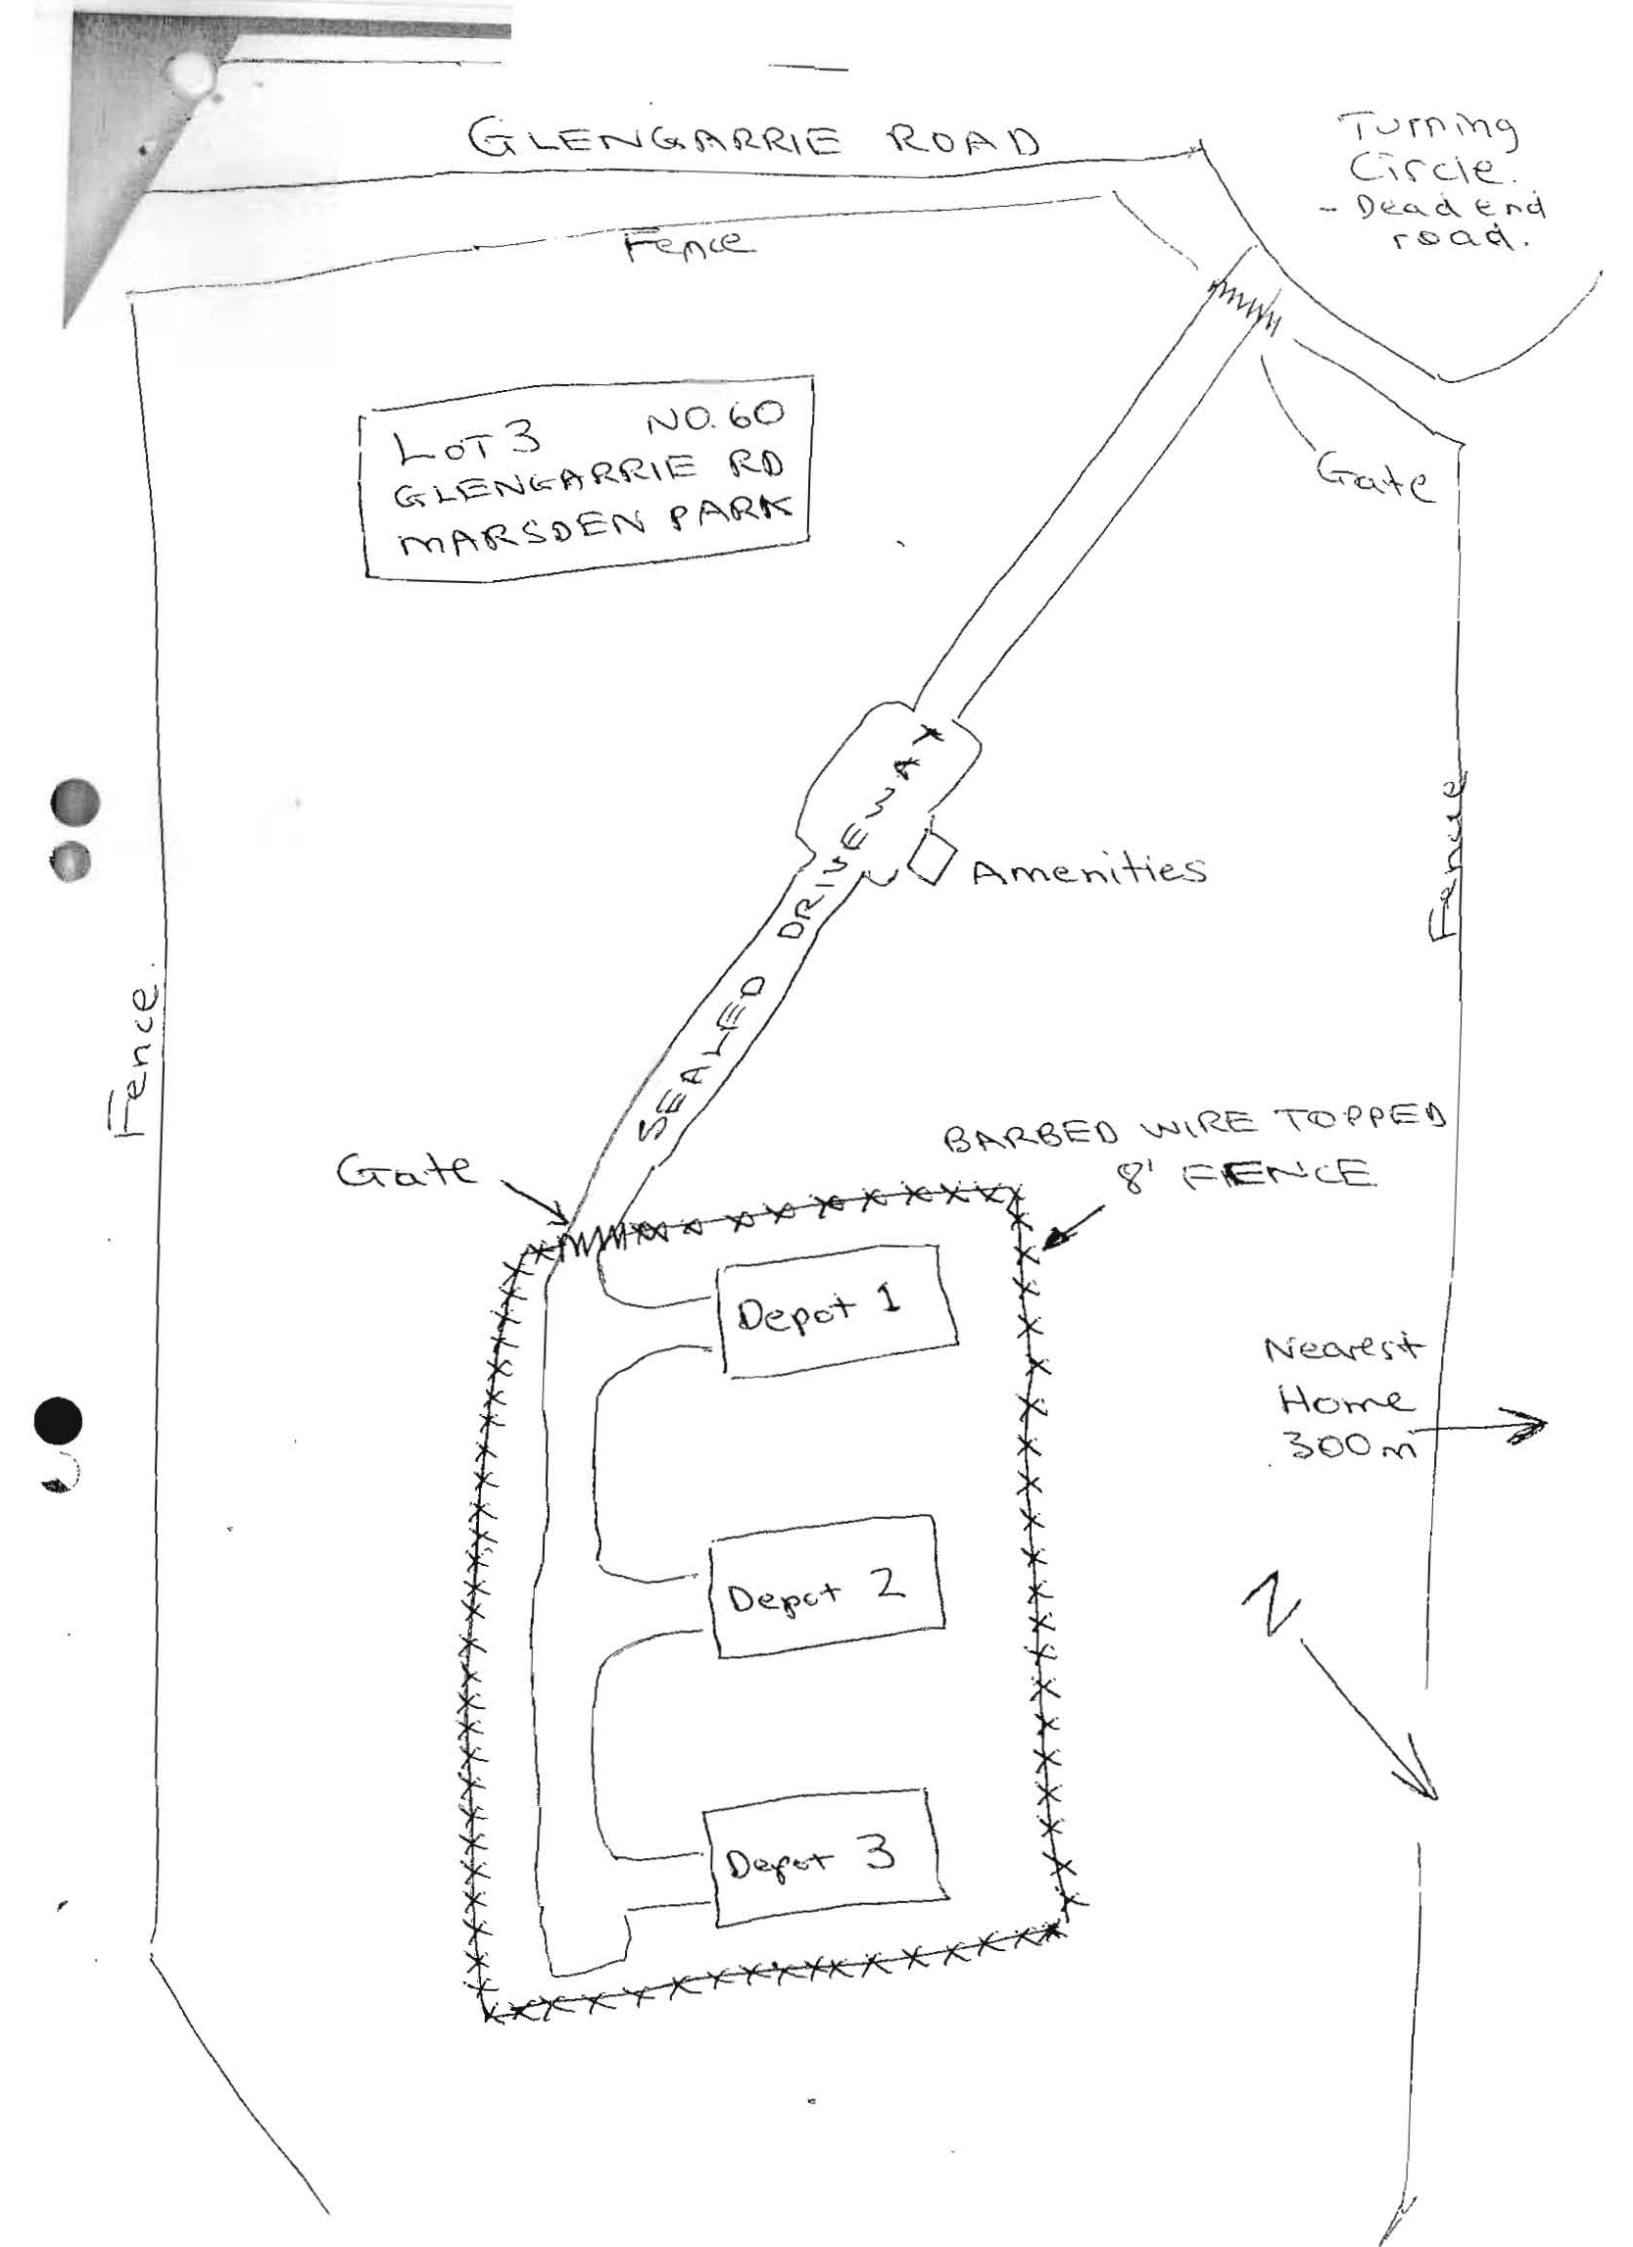 GLENGARRIE ROAD
Turning
Circle.
- Dead end
road.
Fence
LOT 3 NO. 60
GLENGARRIE RD
MARSDEN PARK
Gate
SEALED DRIVEWAY
Amenities
Fence
Fence.
BARBED WIRE TOPPED
8' FENCE
Gate
Depot 1
Nearest
Home
300m
Depot 2
N
Depot 3